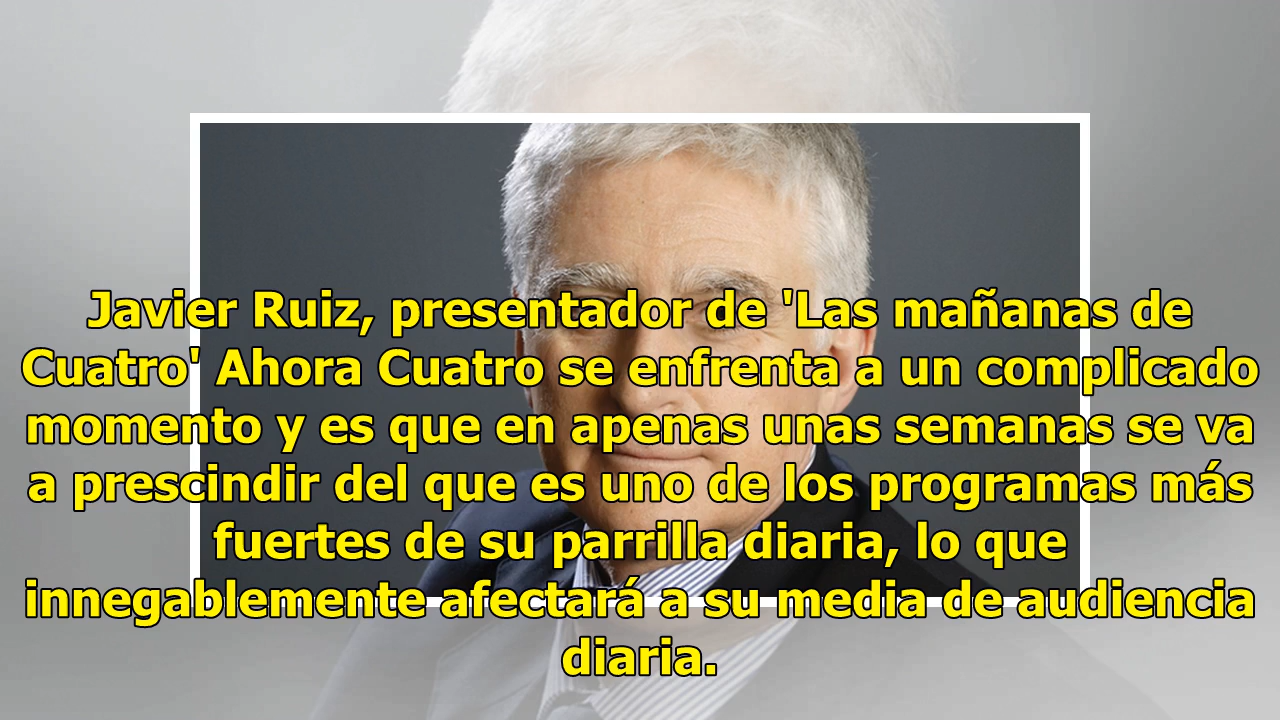 Javier Ruiz, presentador de 'Las mañanas de
Cuatro' Ahora Cuatro se enfrenta a un complicado
momento y es que en apenas unas semanas se va
a prescindir del que es uno de los programas más
fuertes de su parrilla diaria, lo que
innegablemente afectará a su media de audiencia
diaria.